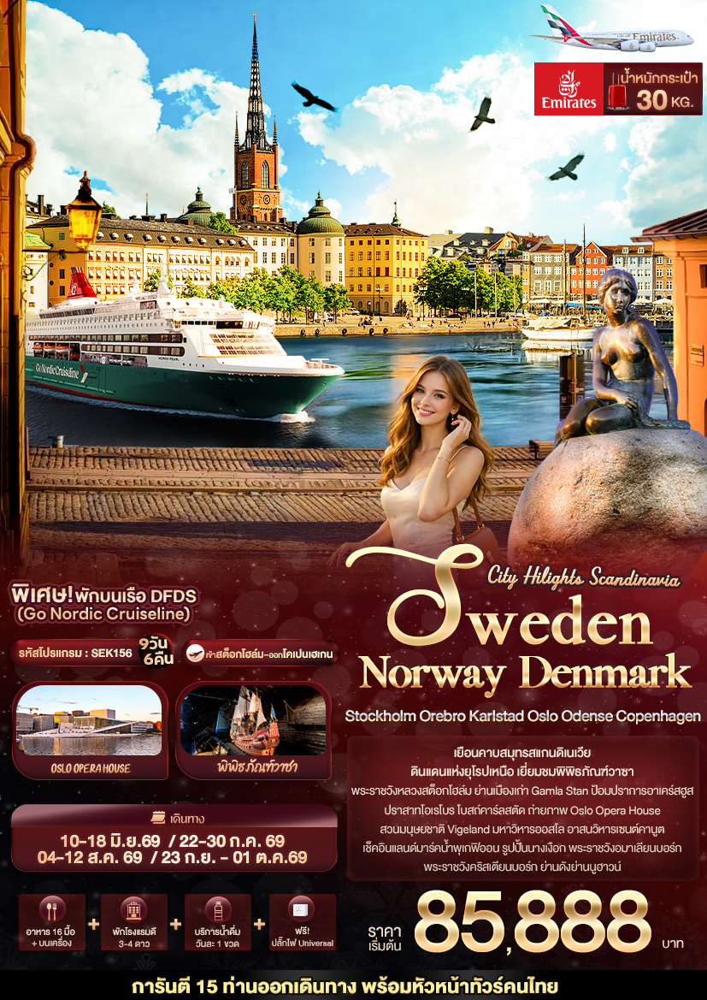 Emirates
Emirates
น้ำหนักกระเป๋า
30 KG.
Go Nordic Cruiseline
NORDIC PEARL
พิเศษ! พักบนเรือ DFDS
(Go Nordic Cruiseline)
รหัสโปรแกรม : SEK156
9วัน
6คืน
เข้าสต็อกโฮล์ม-ออกโคเปนเฮเกน
OSLO OPERA HOUSE
พิพิธภัณฑ์วาซา
เดินทาง
10-18 มิ.ย.69 / 22-30 ก.ค. 69
04-12 ส.ค. 69 / 23 ก.ย. - 01 ต.ค.69
อาหาร 16 มื้อ
+ บนเครื่อง
+
พักโรงแรมดี
3-4 ดาว
+
บริการน้ำดื่ม
วันละ 1 ขวด
+
ฟรี!
ปลั๊กไฟ Universal
City Hilights Scandinavia
Sweden
Norway Denmark
Stockholm Orebro Karlstad Oslo Odense Copenhagen
เยือนคาบสมุทรสแกนดิเนเวีย
ดินแดนแห่งยุโรปเหนือ เยี่ยมชมพิพิธภัณฑ์วาซา
พระราชวังหลวงสต็อกโฮล์ม ย่านเมืองเก่า Gamla Stan ป้อมปราการอาเคร์สฮูส
ปราสาทโอเรโบร โบสถ์คาร์ลสตัด ถ่ายภาพ Oslo Opera House
สวนมนุษยชาติ Vigeland มหาวิหารออสโล อาสนวิหารเซนต์คานูต
เช็คอินแลนด์มาร์คน้ำพุเกฟิออน รูปปั้นนางเงือก พระราชวังอมาเลียนบอร์ก
พระราชวังคริสเตียนบอร์ก ย่านดังย่านนูฮาวน์
ราคา
เริ่มต้น
85,888
บาท
การันตี 15 ท่านออกเดินทาง พร้อมหัวหน้าทัวร์คนไทย